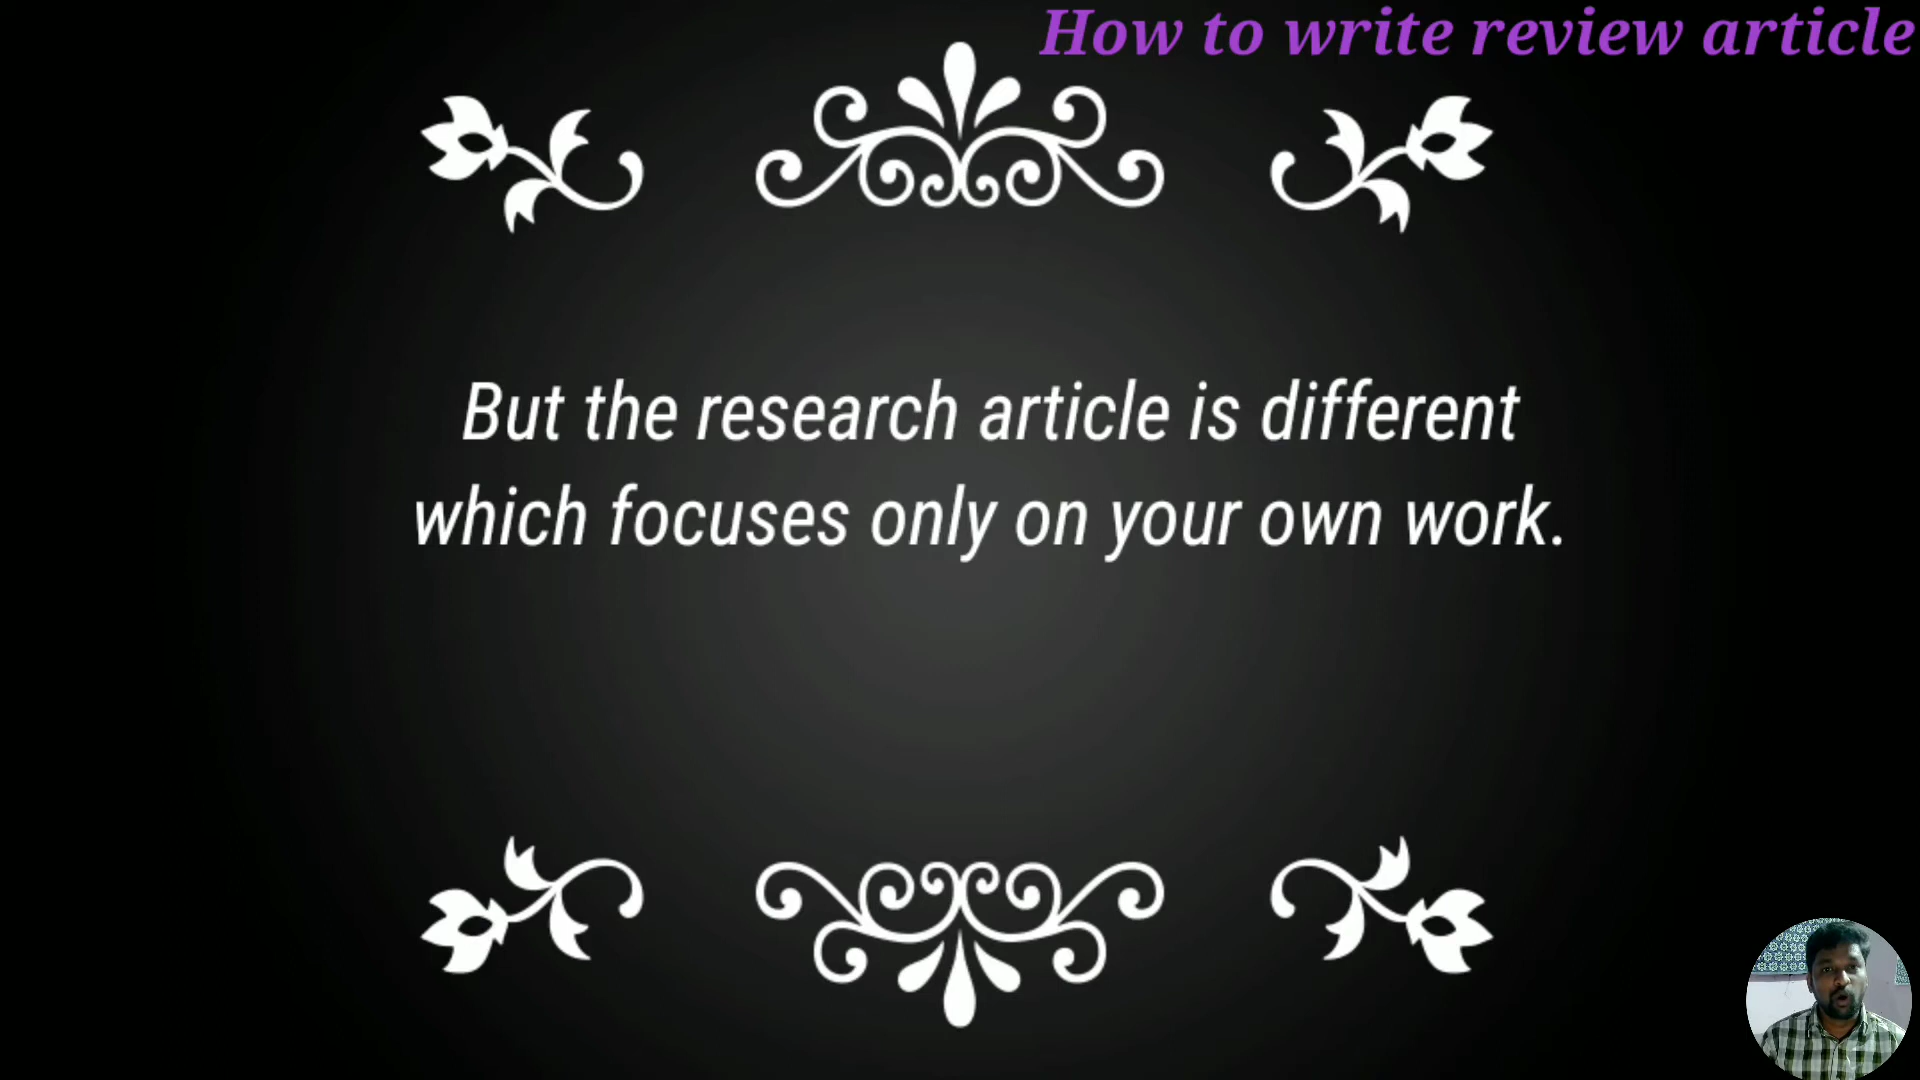 How to write review article
But the research article is different
which focuses only on your own work.